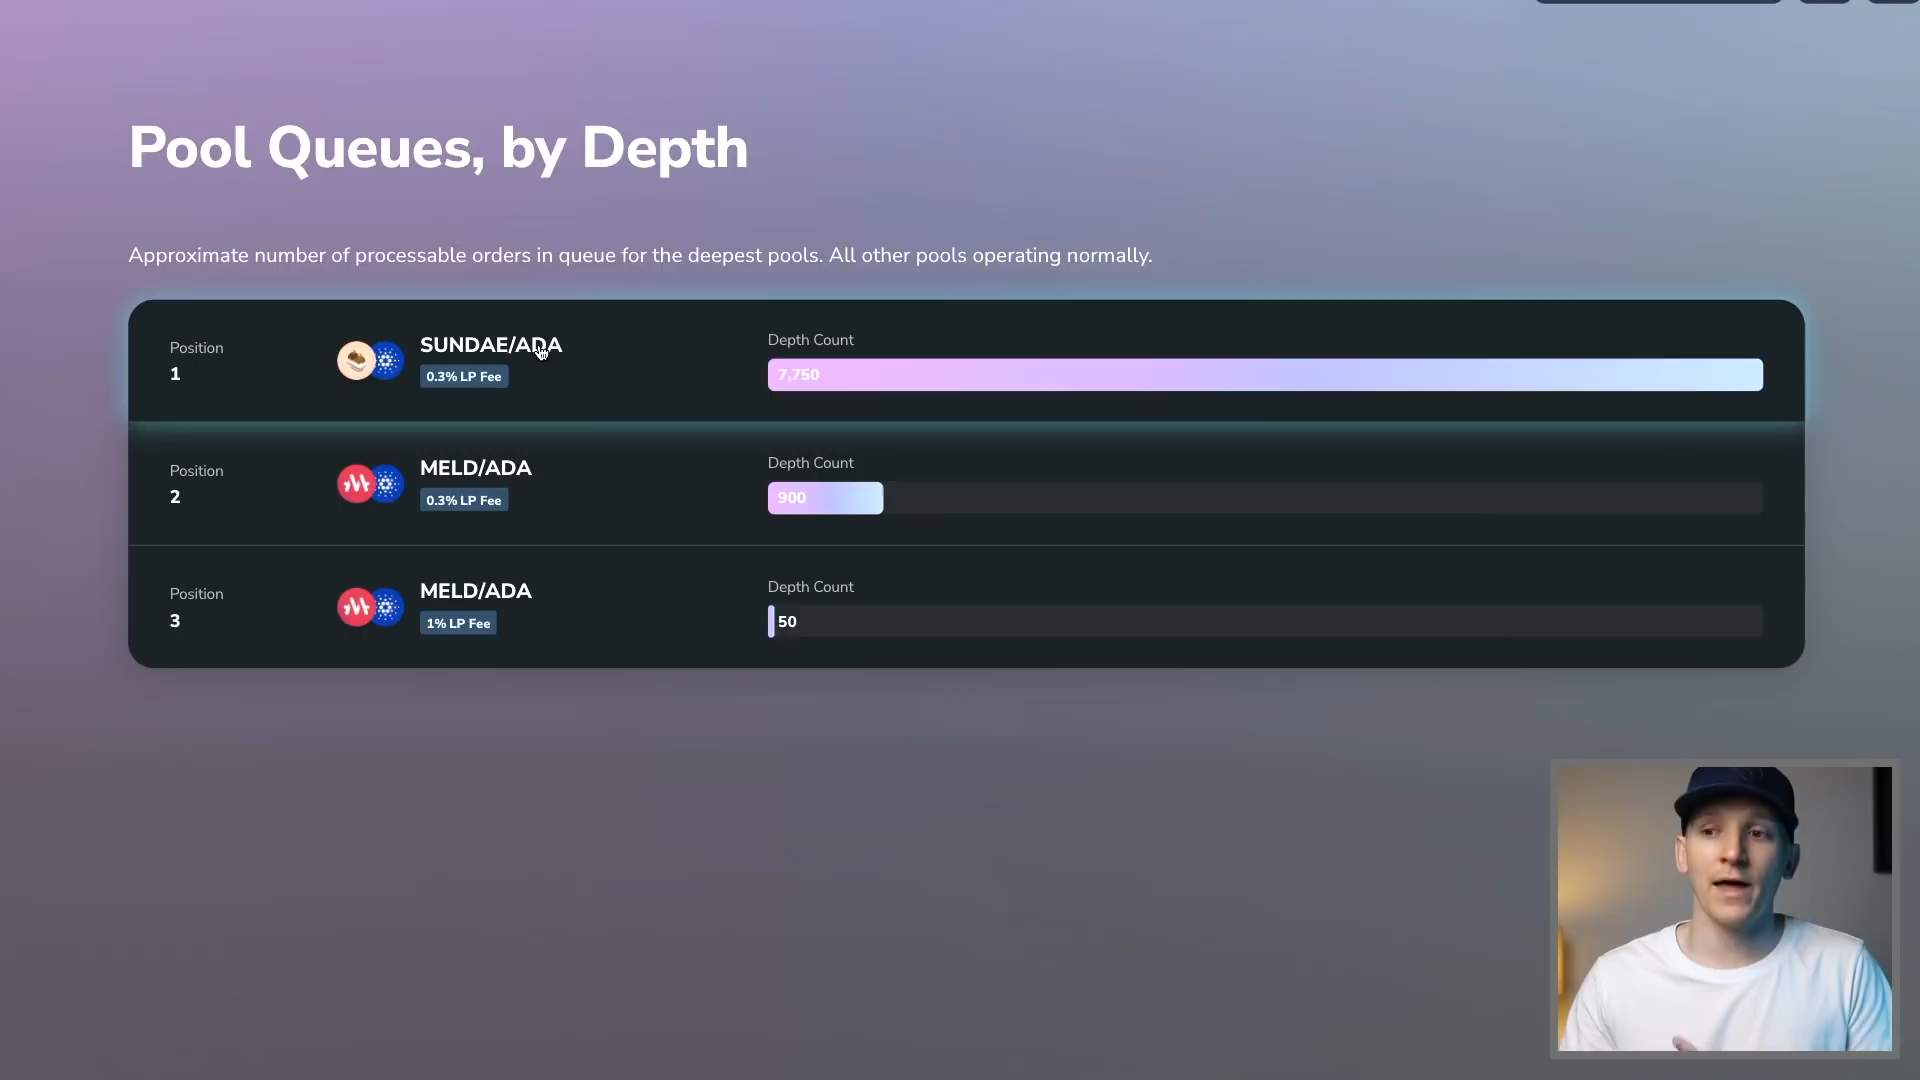 Pool Queues, by Depth
Approximate number of processable orders in queue for the deepest pools. All other pools operating normally.
Position
1
SUNDAE/ADA
0.3% LP Fee
Depth Count
7,750
Position
2
MELD/ADA
0.3% LP Fee
Depth Count
900
Position
3
MELD/ADA
1% LP Fee
Depth Count
50